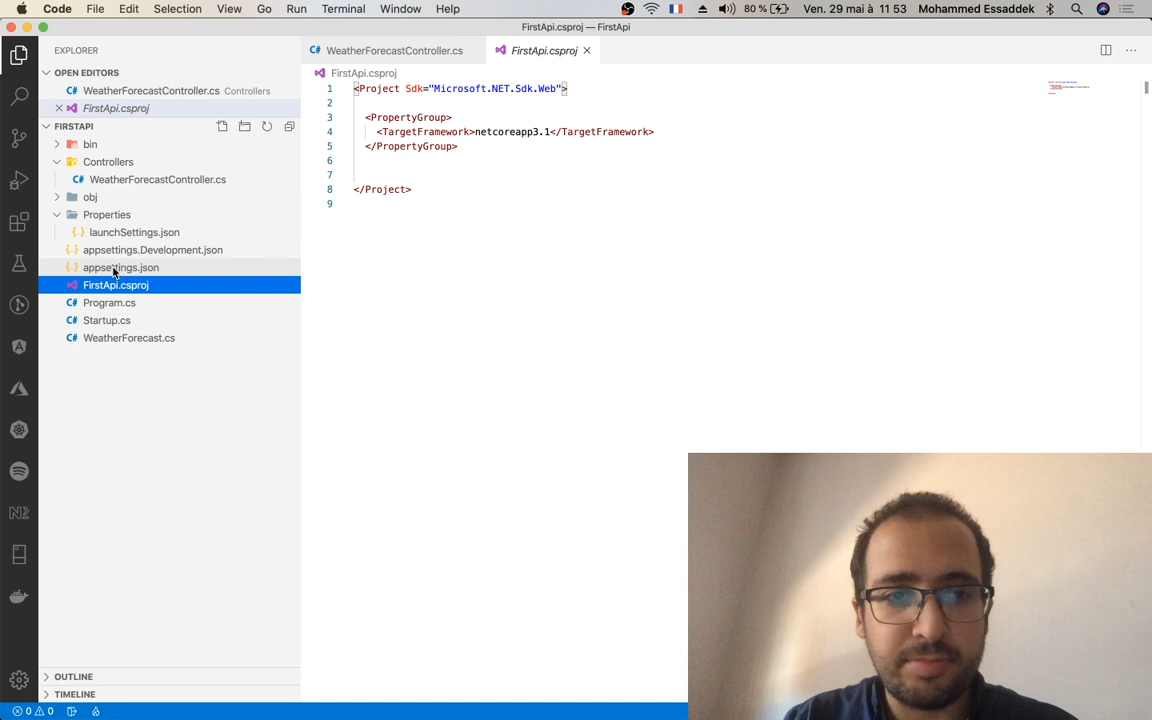 Code File Edit Selection View Go Run Terminal Window Help 80 % Ven. 29 mai à 11 53 Mohammed Essaddek
FirstApi.csproj — FirstApi
EXPLORER
OPEN EDITORS
WeatherForecastController.cs Controllers
FirstApi.csproj
FIRSTAPI
bin
Controllers
C# WeatherForecastController.cs
obj
Properties
{} launchSettings.json
{} appsettings.Development.json
{} appsettings.json
FirstApi.csproj
C# Program.cs
C# Startup.cs
C# WeatherForecast.cs
OUTLINE
TIMELINE
0 0
C# WeatherForecastController.cs FirstApi.csproj
FirstApi.csproj
1 <Project Sdk="Microsoft.NET.Sdk.Web">
2
3 <PropertyGroup>
4 <TargetFramework>netcoreapp3.1</TargetFramework>
5 </PropertyGroup>
6
7
8 </Project>
9